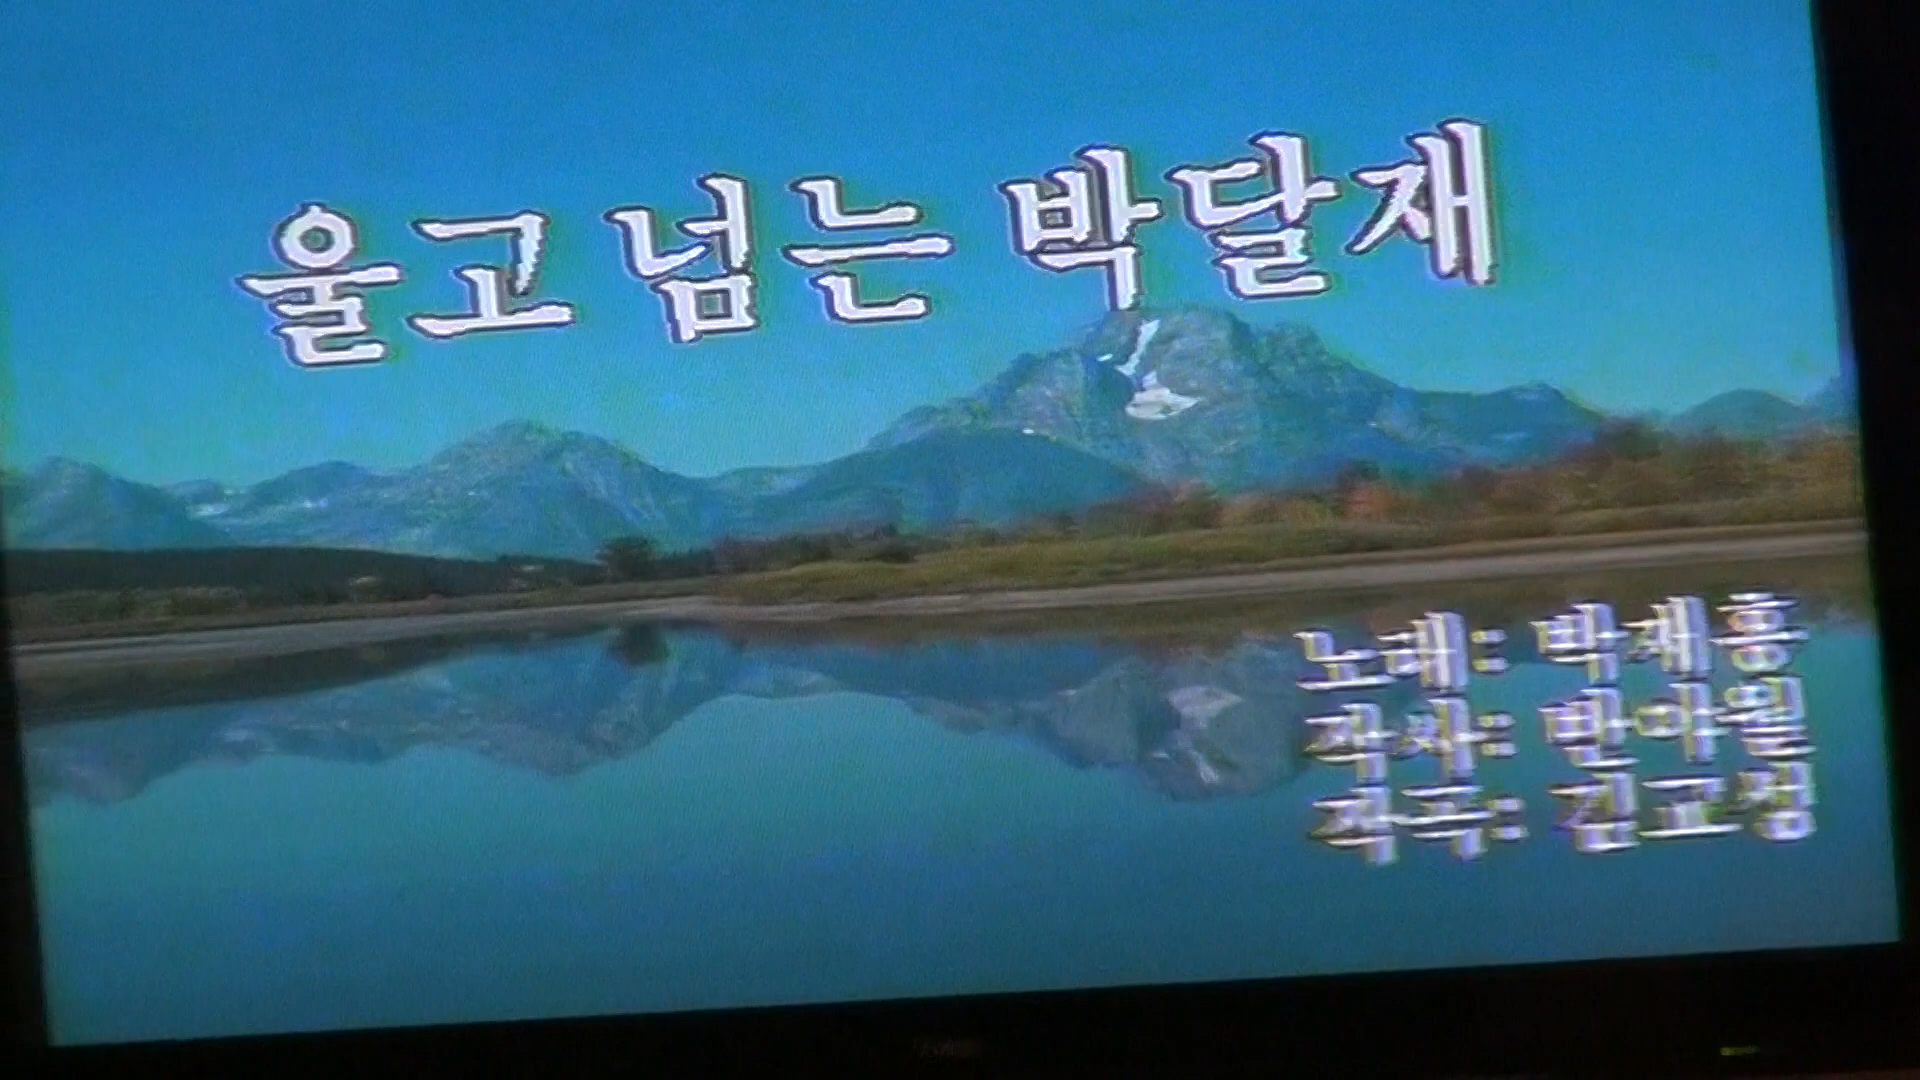 울고 넘는 박달재
노래: 박재홍
작사: 반야월
작곡: 김교성